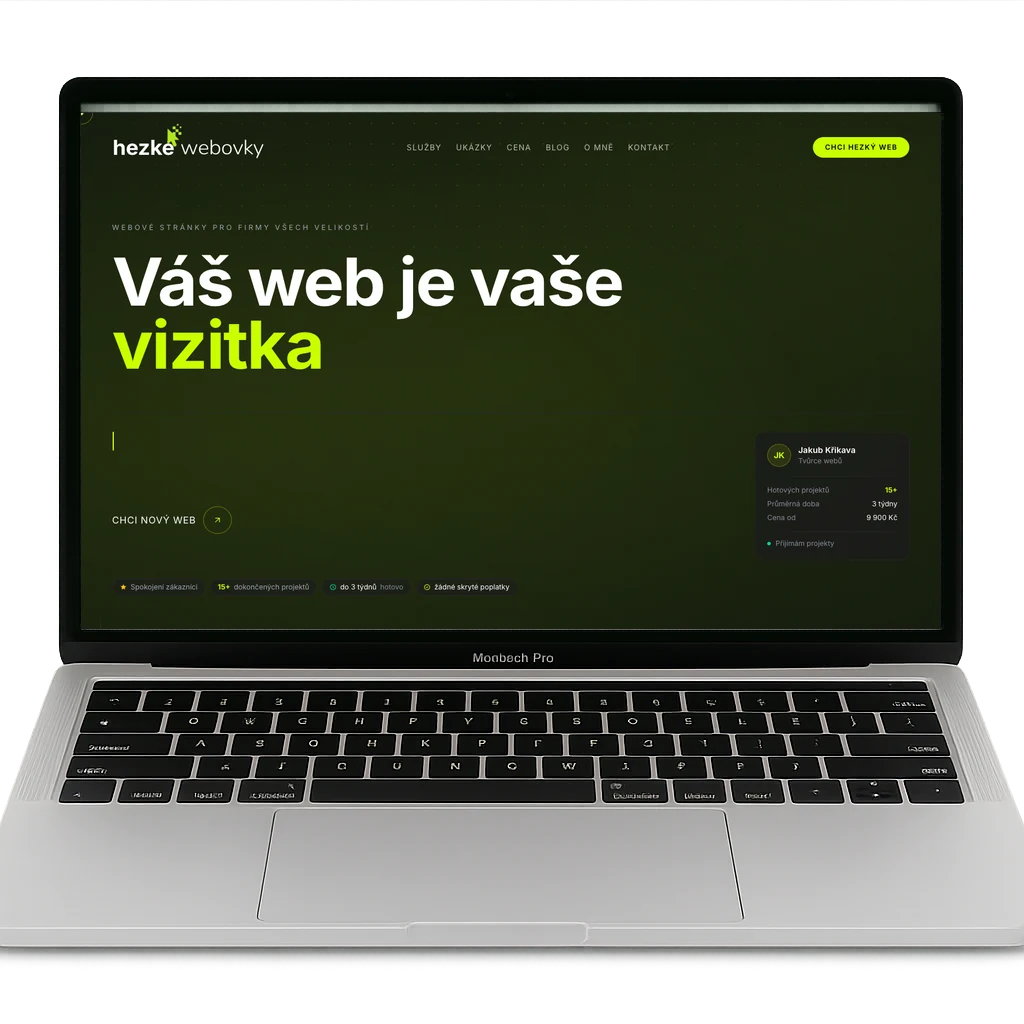 hezké webovky
SLUŽBY UKÁZKY CENA BLOG O MNĚ KONTAKT
CHCI HEZKÝ WEB
WEBOVÉ STRÁNKY PRO FIRMY VŠECH VELIKOSTÍ
Váš web je vaše
vizitka
JK
Jakub Křikava
Tvůrce webů
Hotových projektů 15+
Průměrná doba 3 týdny
Cena od 9 900 Kč
Přijímám projekty
CHCI NOVÝ WEB
Spokojení zákazníci
15+ dokončených projektů
do 3 týdnů hotovo
žádné skryté poplatky
Monbech Pro
O W G H P Y C S O E L E
A S O H K P F
C U N C W